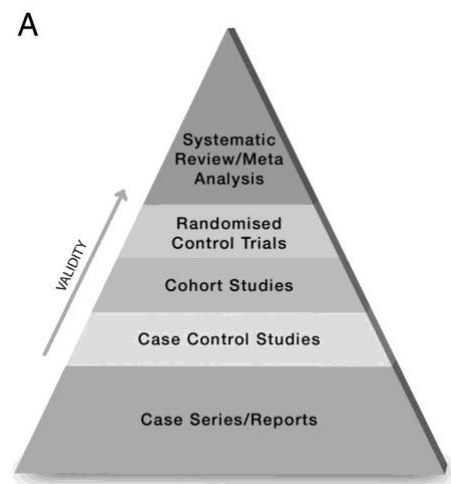 A
Systematic
Review/Meta
Analysis
Randomised
Control Trials
VALIDITY
Cohort Studies
Case Control Studies
Case Series/Reports